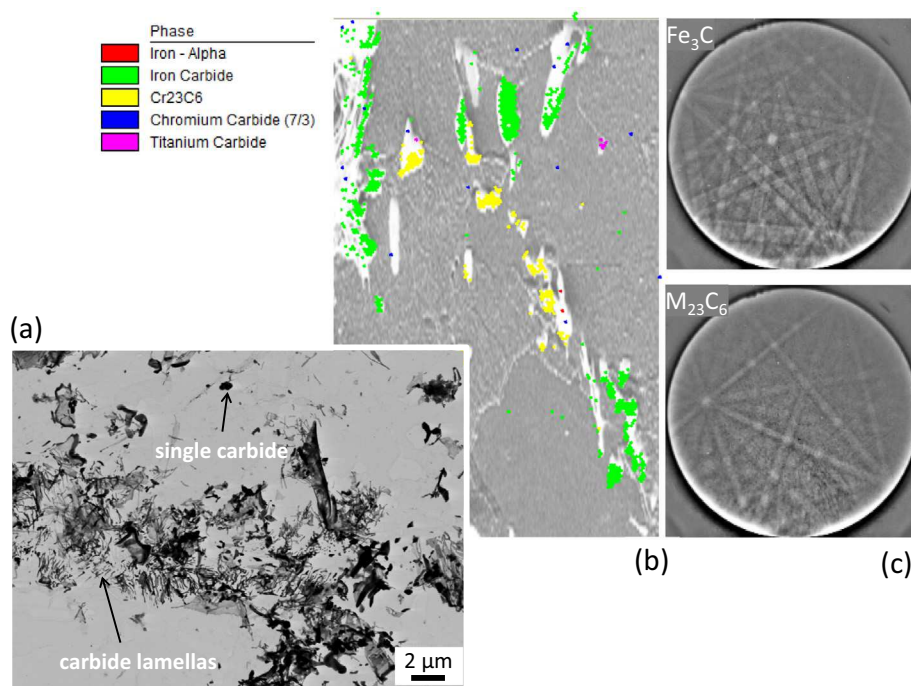 Phase
Iron - Alpha
Iron Carbide
Cr23C6
Chromium Carbide (7/3)
Titanium Carbide
Fe₃C
M₂₃C₆
(a)
single carbide
carbide lamellas
2 μm
(b)
(c)